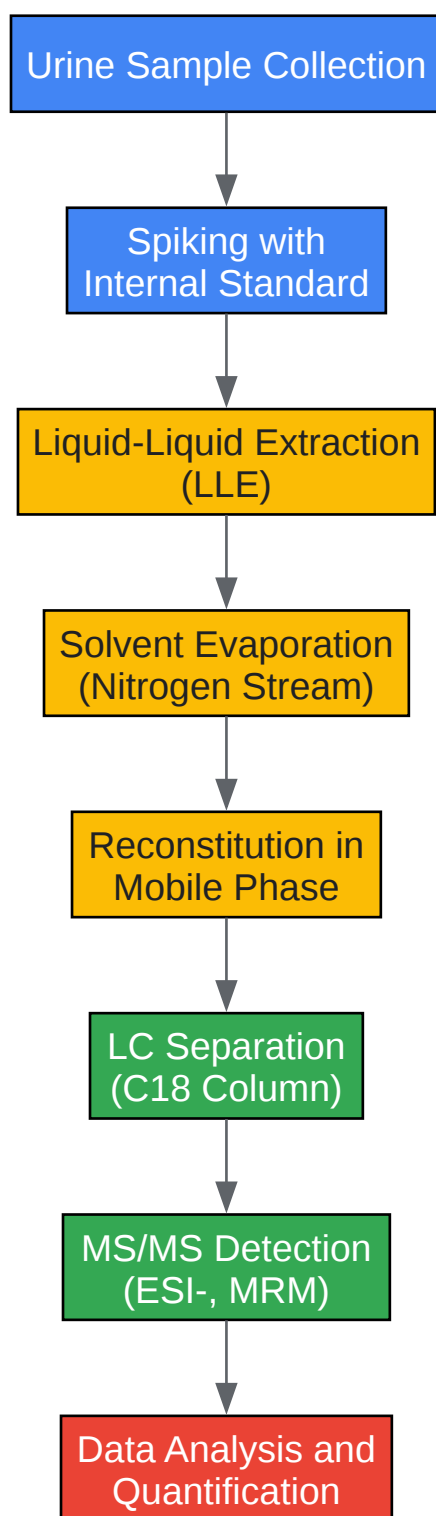 Urine Sample Collection
Spiking with
Internal Standard
Liquid-Liquid Extraction
(LLE)
Solvent Evaporation
(Nitrogen Stream)
Reconstitution in
Mobile Phase
LC Separation
(C18 Column)
MS/MS Detection
(ESI-, MRM)
Data Analysis and
Quantification